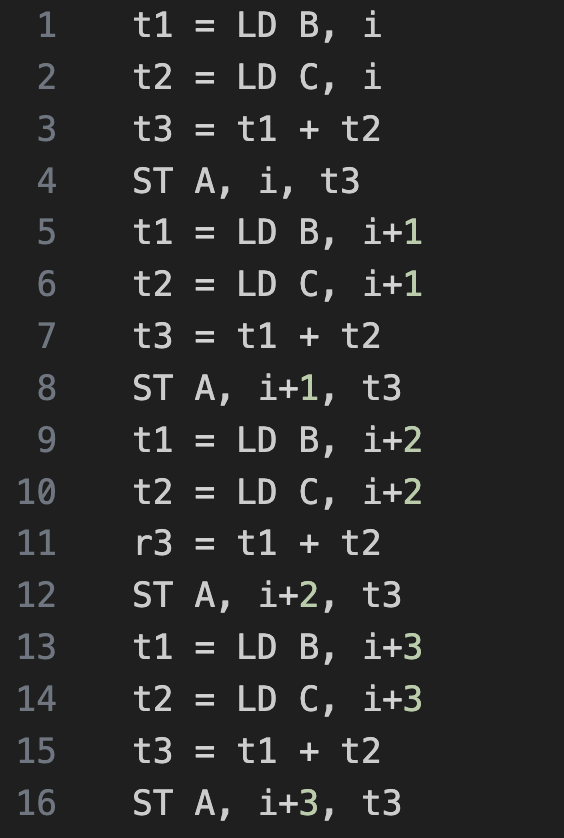 1 t1 = LD B, i
2 t2 = LD C, i
3 t3 = t1 + t2
4 ST A, i, t3
5 t1 = LD B, i+1
6 t2 = LD C, i+1
7 t3 = t1 + t2
8 ST A, i+1, t3
9 t1 = LD B, i+2
10 t2 = LD C, i+2
11 r3 = t1 + t2
12 ST A, i+2, t3
13 t1 = LD B, i+3
14 t2 = LD C, i+3
15 t3 = t1 + t2
16 ST A, i+3, t3